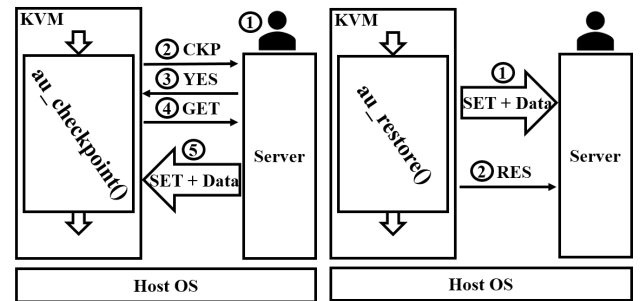 KVM
①
② CKP
③ YES
④ GET
⑤
SET + Data
au_checkpoint()
Server
Host OS
KVM
①
SET + Data
② RES
au_restore()
Server
Host OS